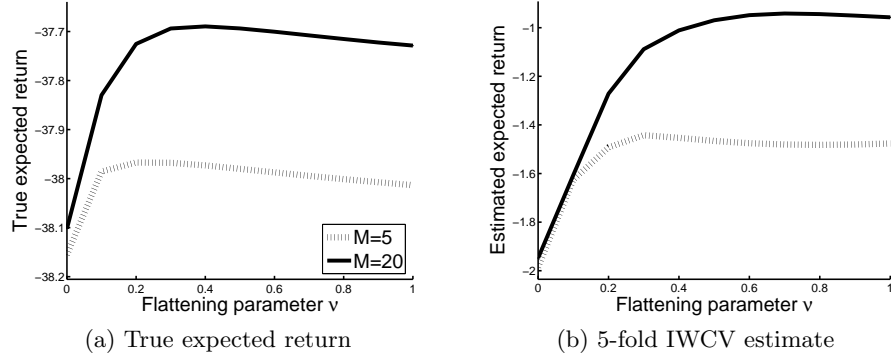 −37.7
−37.8
−37.9
−38
−38.1
−38.2
True expected return
0 0.2 0.4 0.6 0.8 1
Flattening parameter ν
M=5
M=20
(a) True expected return
−1
−1.2
−1.4
−1.6
−1.8
−2
Estimated expected return
0 0.2 0.4 0.6 0.8 1
Flattening parameter ν
(b) 5-fold IWCV estimate